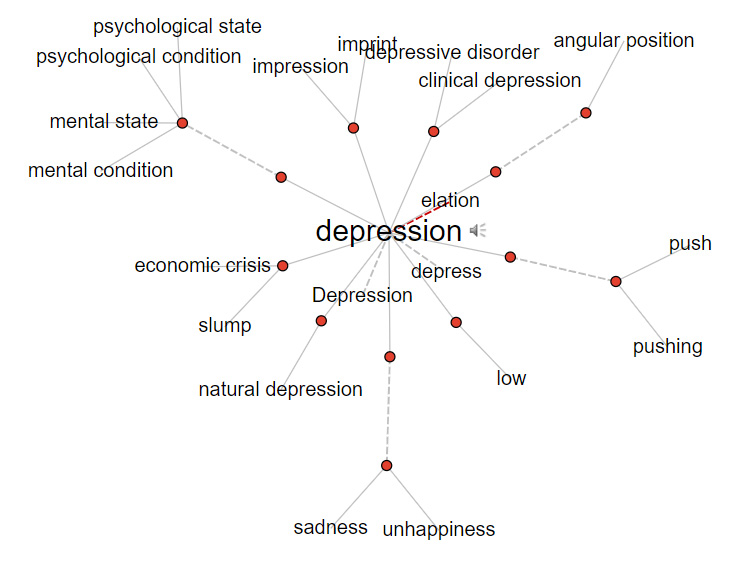 psychological state
imprint
angular position
depressive disorder
psychological condition
impression
clinical depression
mental state
mental condition
elation
depression
push
economic crisis
depress
Depression
slump
pushing
low
natural depression
sadness
unhappiness